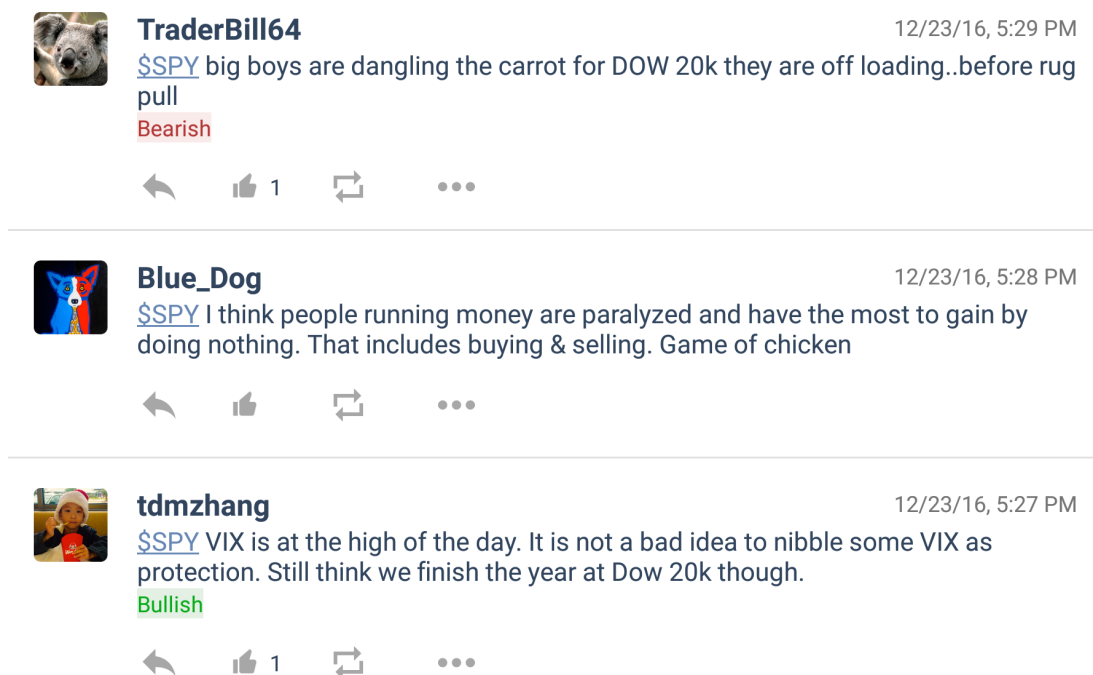 TraderBill64 12/23/16, 5:29 PM
$SPY big boys are dangling the carrot for DOW 20k they are off loading..before rug
pull
Bearish
1
Blue_Dog 12/23/16, 5:28 PM
$SPY I think people running money are paralyzed and have the most to gain by
doing nothing. That includes buying & selling. Game of chicken
tdmzhang 12/23/16, 5:27 PM
$SPY VIX is at the high of the day. It is not a bad idea to nibble some VIX as
protection. Still think we finish the year at Dow 20k though.
Bullish
1